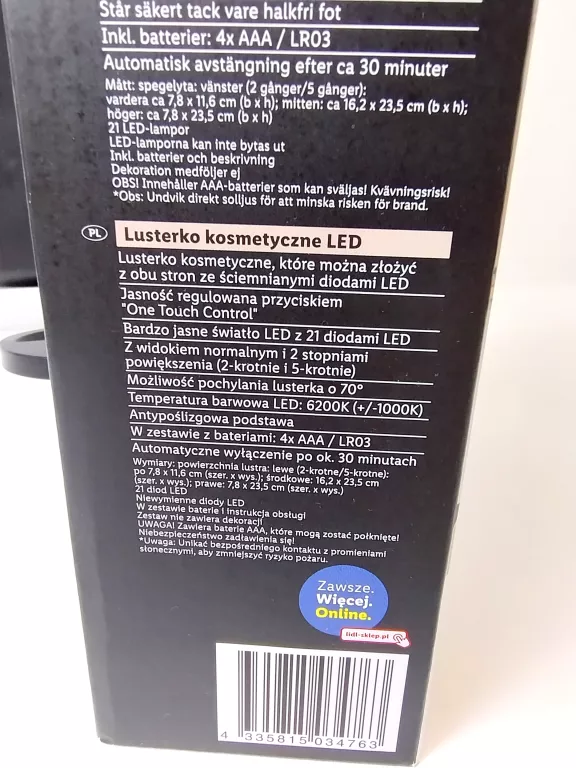 Står säkert tack vare halkfri fot
Inkl. batterier: 4x AAA / LR03
Automatisk avstängning efter ca 30 minuter
Mått: spegelyta: vänster (2 gånger/5 gånger):
vardera ca 7,8 x 11,6 cm (b x h); mitten: ca 16,2 x 23,5 cm (b x h);
höger: ca 7,8 x 23,5 cm (b x h)
21 LED-lampor
LED-lamporna kan inte bytas ut
Inkl. batterier och beskrivning
Dekoration medföljer ej
OBS! Innehåller AAA-batterier som kan sväljas! Kvävningsrisk!
*Obs: Undvik direkt solljus för att minska risken för brand.
PL Lusterko kosmetyczne LED
Lusterko kosmetyczne, które można złożyć
z obu stron ze ściemnianymi diodami LED
Jasność regulowana przyciskiem
"One Touch Control"
Bardzo jasne światło LED z 21 diodami LED
Z widokiem normalnym i 2 stopniami
powiększenia (2-krotnie i 5-krotnie)
Możliwość pochylania lusterka o 70°
Temperatura barwowa LED: 6200K (+/-1000K)
Antypoślizgowa podstawa
W zestawie z bateriami: 4x AAA / LR03
Automatyczne wyłączenie po ok. 30 minutach
Wymiary: powierzchnia lustra: lewe (2-krotne/5-krotne):
po 7,8 x 11,6 cm (szer. x wys.); środkowe: 16,2 x 23,5 cm
(szer. x wys.); prawe: 7,8 x 23,5 cm (szer. x wys.)
21 diod LED
Niewymienne diody LED
W zestawie baterie i instrukcja obsługi
Zestaw nie zawiera dekoracji
UWAGA! Zawiera baterie AAA, które mogą zostać połknięte!
Niebezpieczeństwo zadławienia się!
*Uwaga: Unikać bezpośredniego kontaktu z promieniami
słonecznymi, aby zmniejszyć ryzyko pożaru.
Zawsze.
Więcej.
Online.
lidl-sklep.pl
4 335815 034763